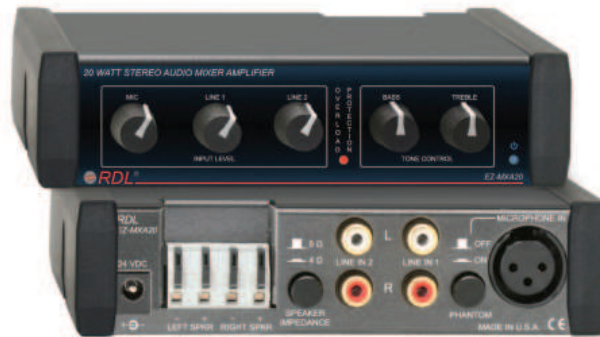 20 WATT STEREO AUDIO MIXER AMPLIFIER
MIC
LINE 1
LINE 2
OVERLOAD
PROTECTION
BASS
TREBLE
INPUT LEVEL
TONE CONTROL
RDL®
EZ-MXA20
RDL
EZ-MXA20
24 VDC
- +
- + - +
LEFT SPKR RIGHT SPKR
8 Ω
4 Ω
SPEAKER
IMPEDANCE
L
LINE IN 2
LINE IN 1
R
MICROPHONE IN
OFF
ON
PHANTOM
MADE IN U.S.A. CE